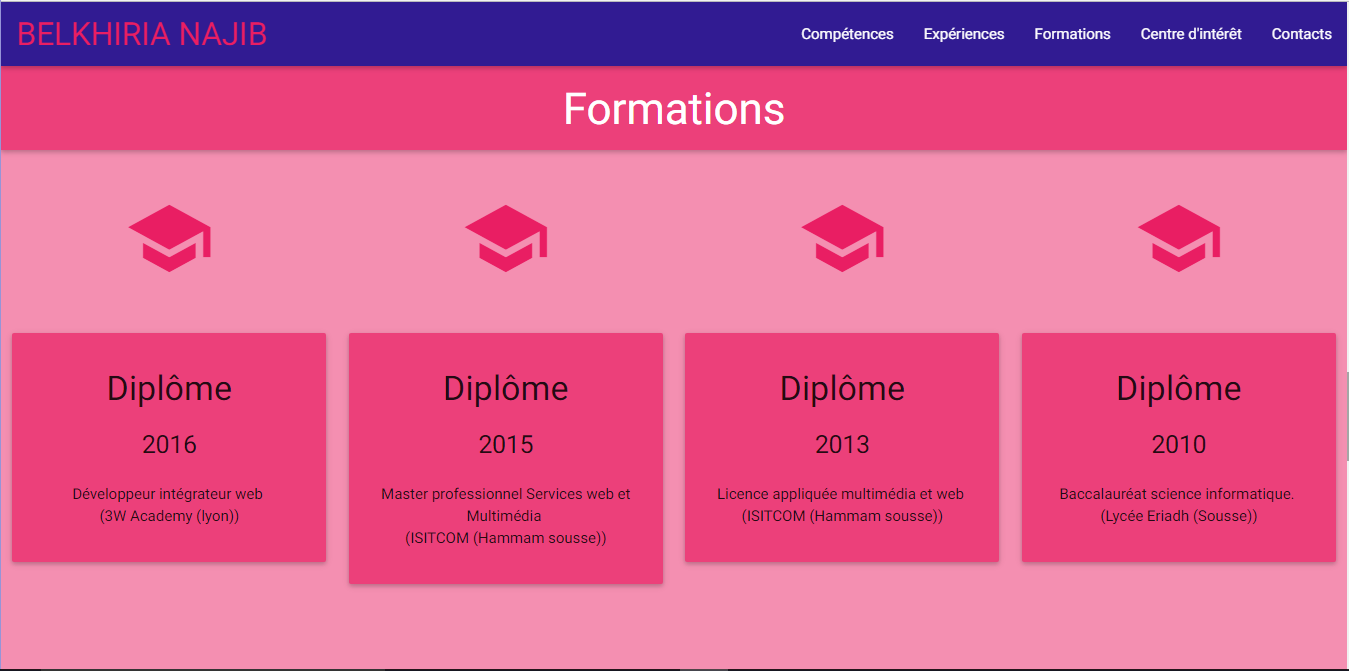 BELKHIRIA NAJIB
Compétences Expériences Formations Centre d'intérêt Contacts
Formations
Diplôme
2016
Développeur intégrateur web
(3W Academy (lyon))
Diplôme
2015
Master professionnel Services web et
Multimédia
(ISITCOM (Hammam sousse))
Diplôme
2013
Licence appliquée multimédia et web
(ISITCOM (Hammam sousse))
Diplôme
2010
Baccalauréat science informatique.
(Lycée Eriadh (Sousse))